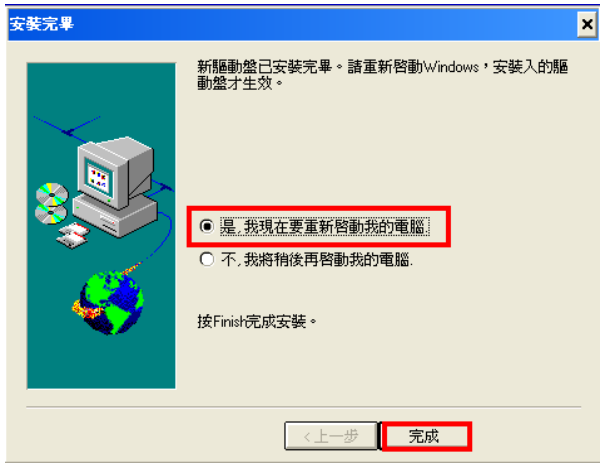 安裝完畢
新驅動盤已安裝完畢。請重新啓動Windows，安裝入的驅
動盤才生效。
是,我現在要重新啓動我的電腦.
不,我將稍後再啓動我的電腦.
按Finish完成安裝。
<上一步
完成